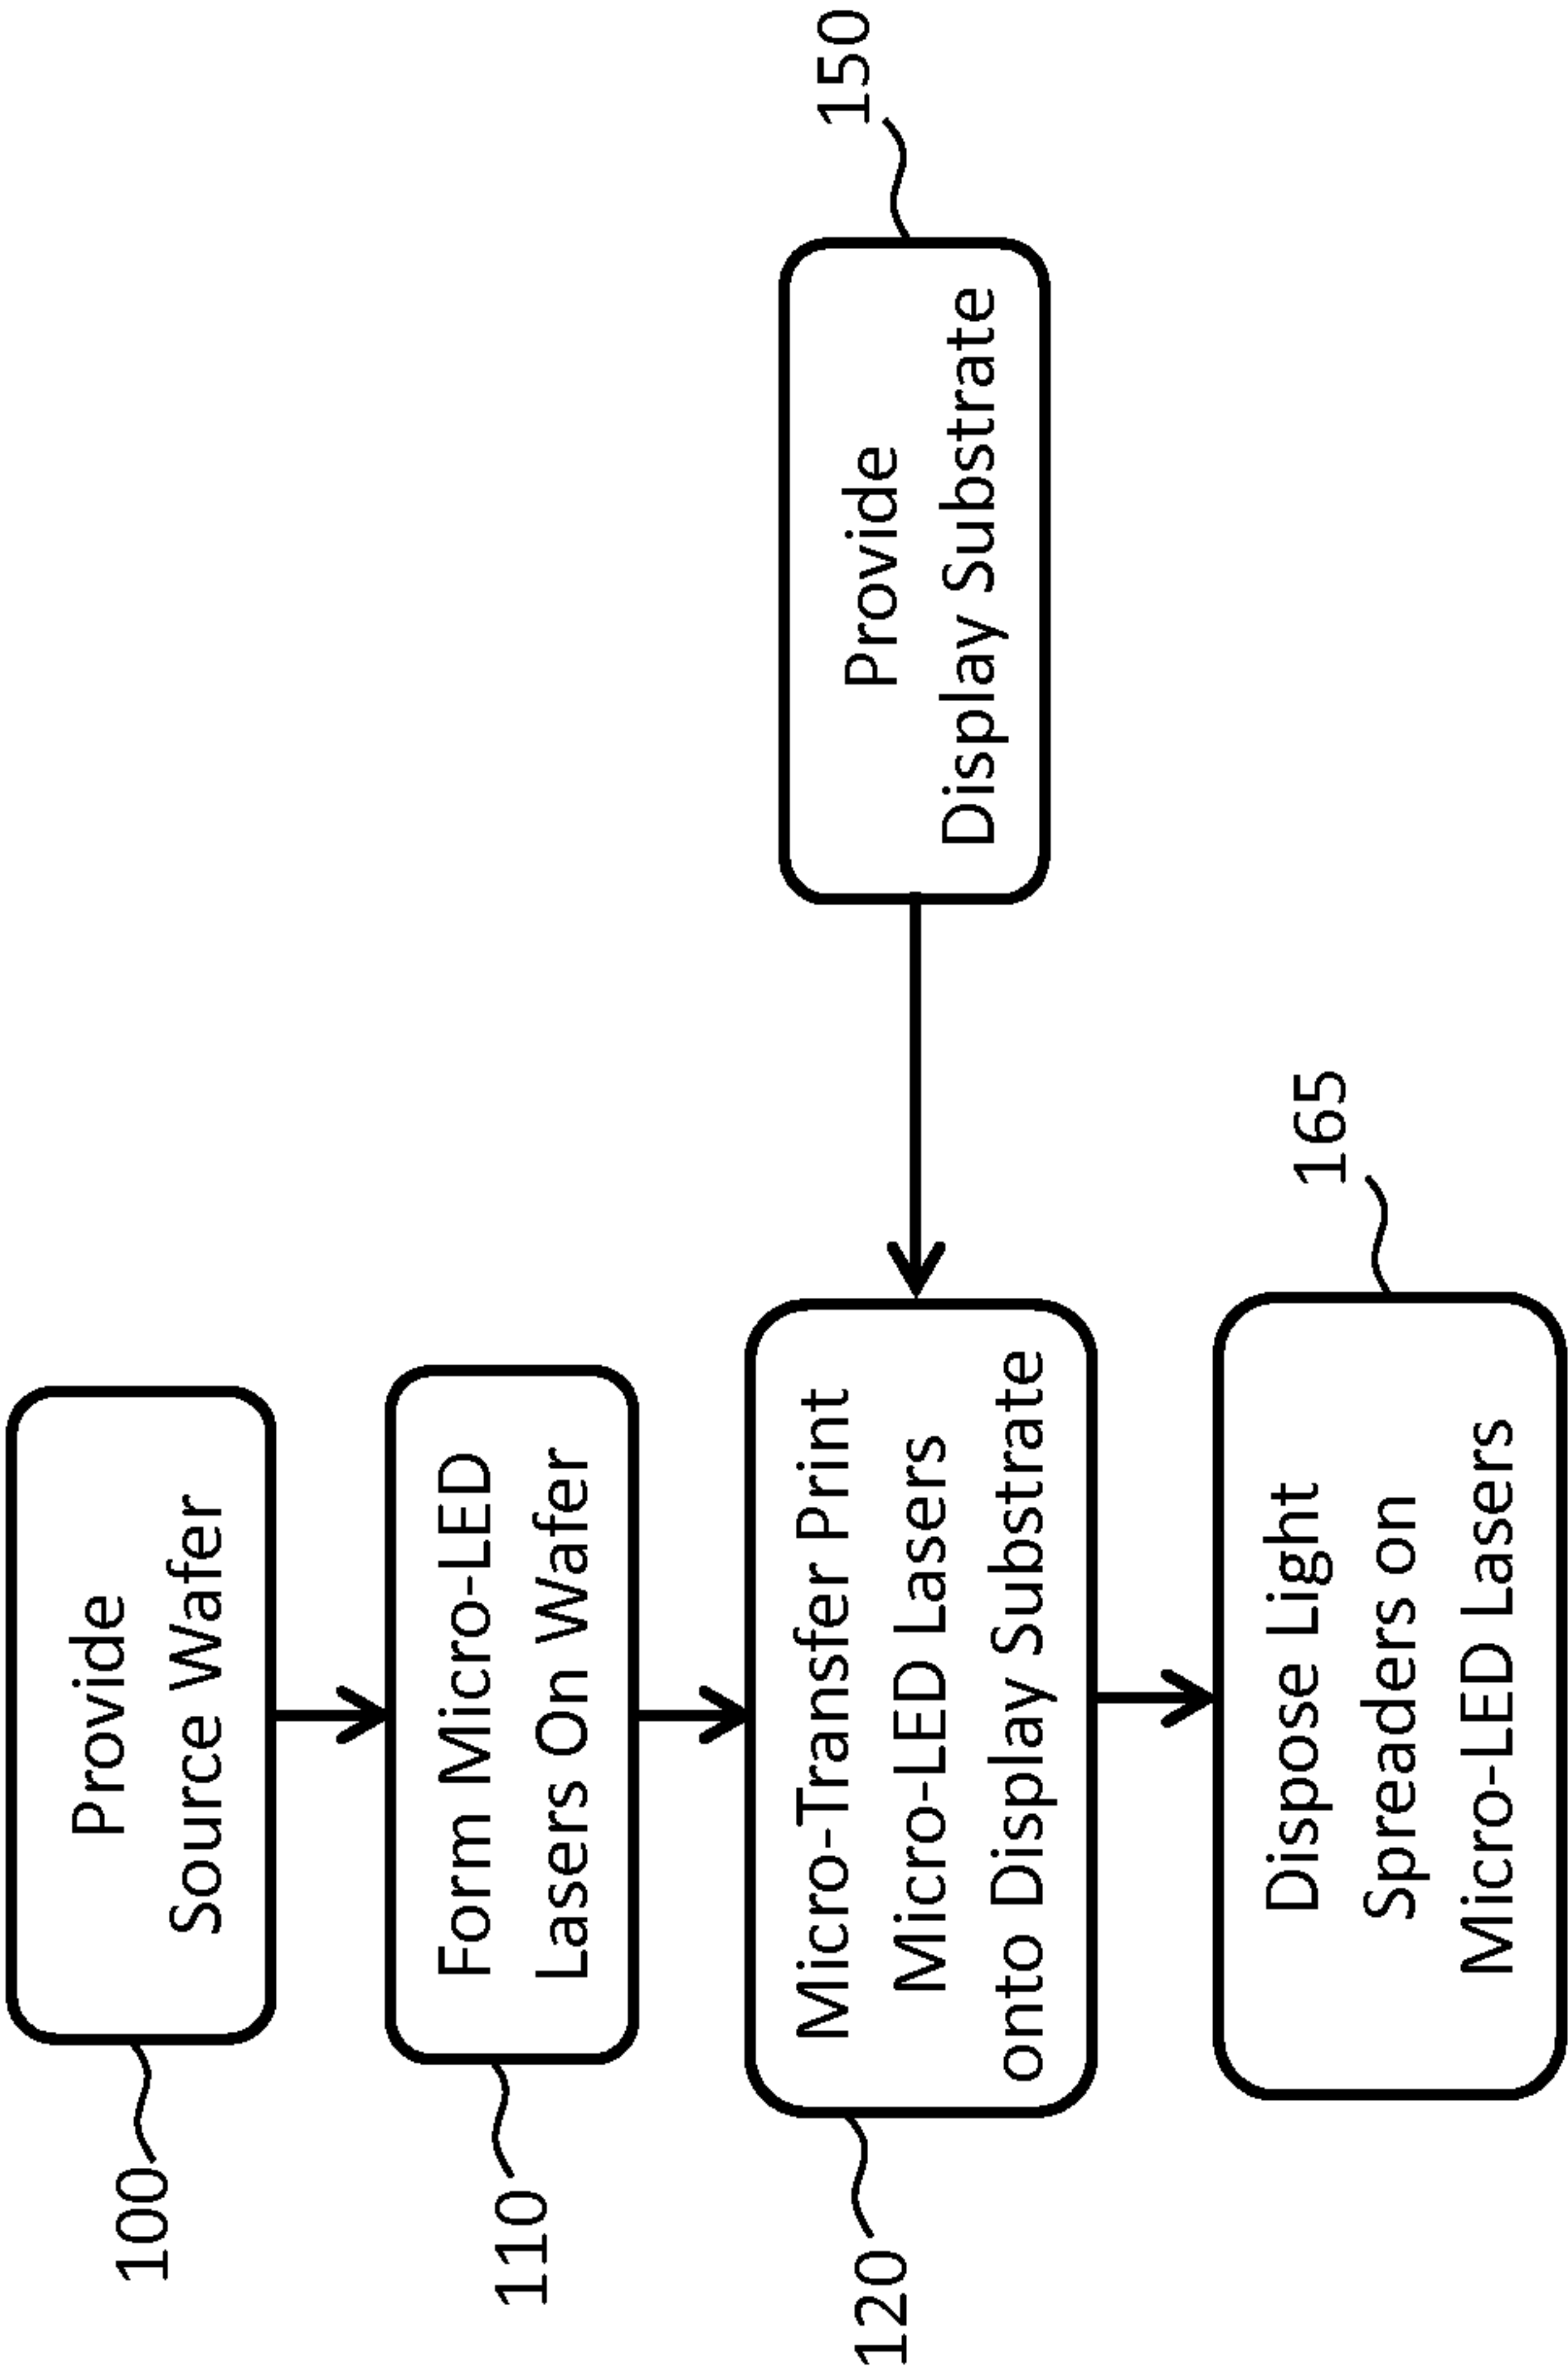 100
Provide
Source Wafer
110
Form Micro-LED
Lasers On Wafer
120
Micro-Transfer Print
Micro-LED Lasers
onto Display Substrate
150
Provide
Display Substrate
165
Dispose Light
Spreaders on
Micro-LED Lasers